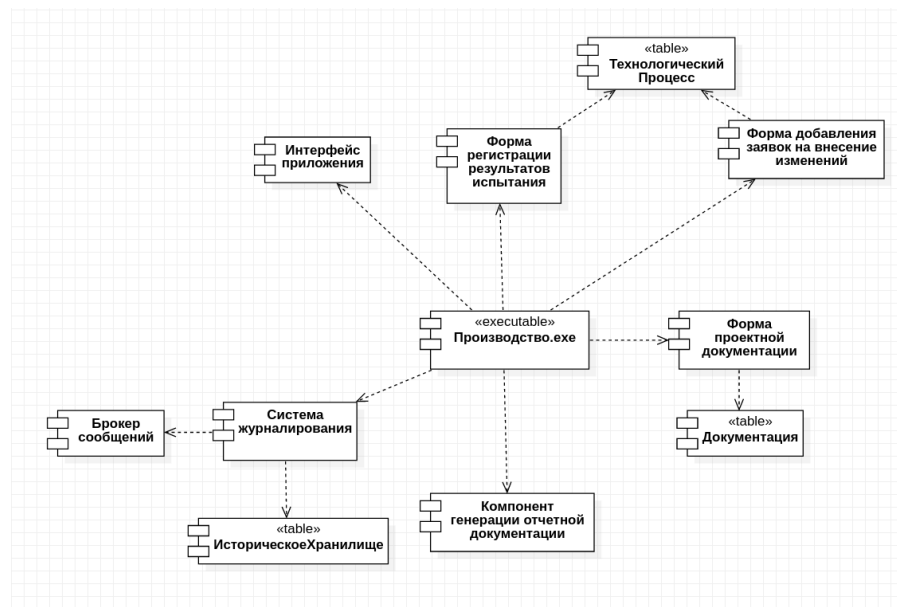 «table»
Технологический
Процесс
Форма
регистрации
результатов
испытания
Форма добавления
заявок на внесение
изменений
Интерфейс
приложения
«executable»
Производство.exe
Форма
проектной
документации
Система
журналирования
Брокер
сообщений
«table»
Документация
Компонент
генерации отчетной
документации
«table»
ИсторическоеХранилище